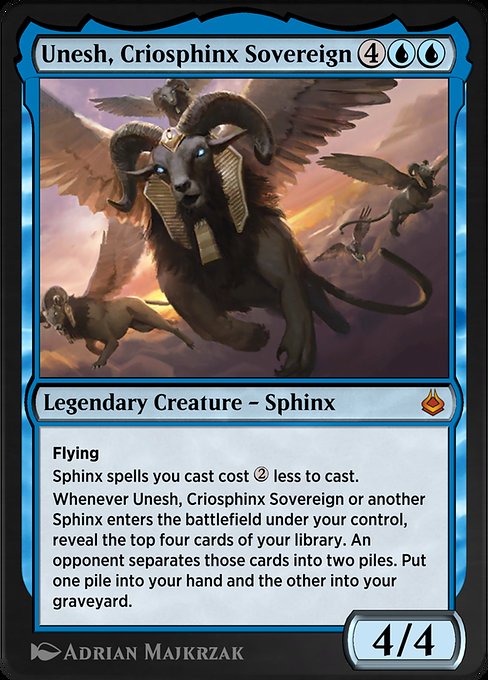 Unesh, Criosphinx Sovereign 4
Legendary Creature – Sphinx
Flying
Sphinx spells you cast cost 2 less to cast.
Whenever Unesh, Criosphinx Sovereign or another
Sphinx enters the battlefield under your control,
reveal the top four cards of your library. An
opponent separates those cards into two piles. Put
one pile into your hand and the other into your
graveyard.
4/4
Adrian Majkrzak